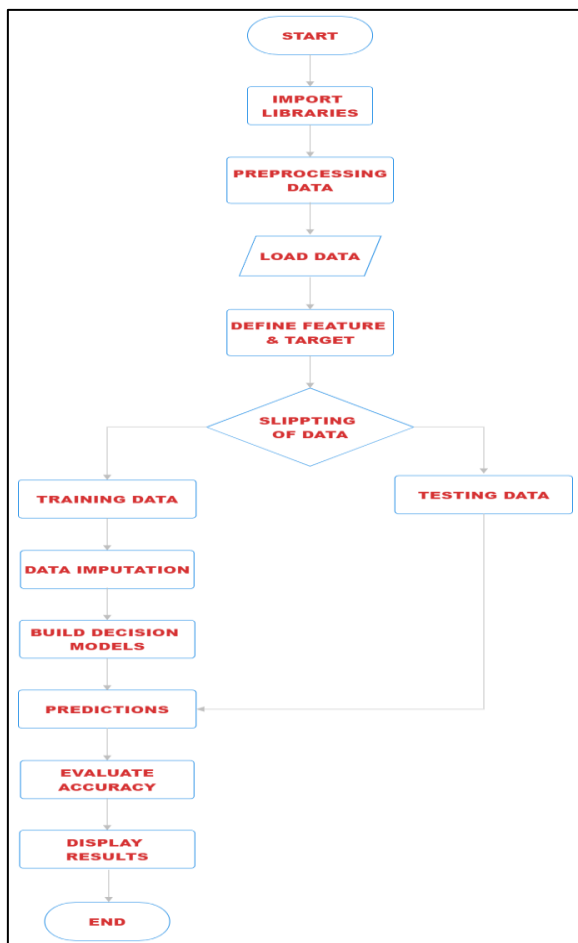 START
IMPORT
LIBRARIES
PREPROCESSING
DATA
LOAD DATA
DEFINE FEATURE
& TARGET
SLIPPTING
OF DATA
TRAINING DATA
TESTING DATA
DATA IMPUTATION
BUILD DECISION
MODELS
PREDICTIONS
EVALUATE
ACCURACY
DISPLAY
RESULTS
END